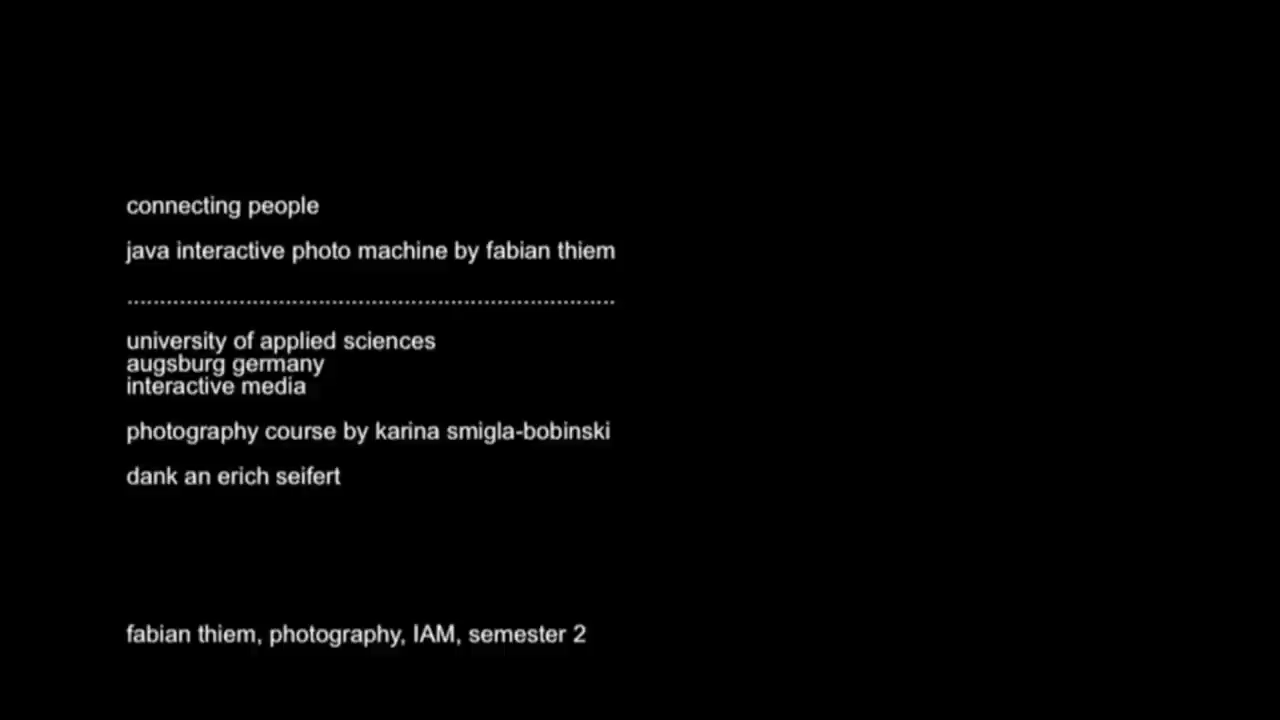 connecting people
java interactive photo machine by fabian thiem
.............................................................
university of applied sciences
augsburg germany
interactive media
photography course by karina smigla-bobinski
dank an erich seifert
fabian thiem, photography, IAM, semester 2